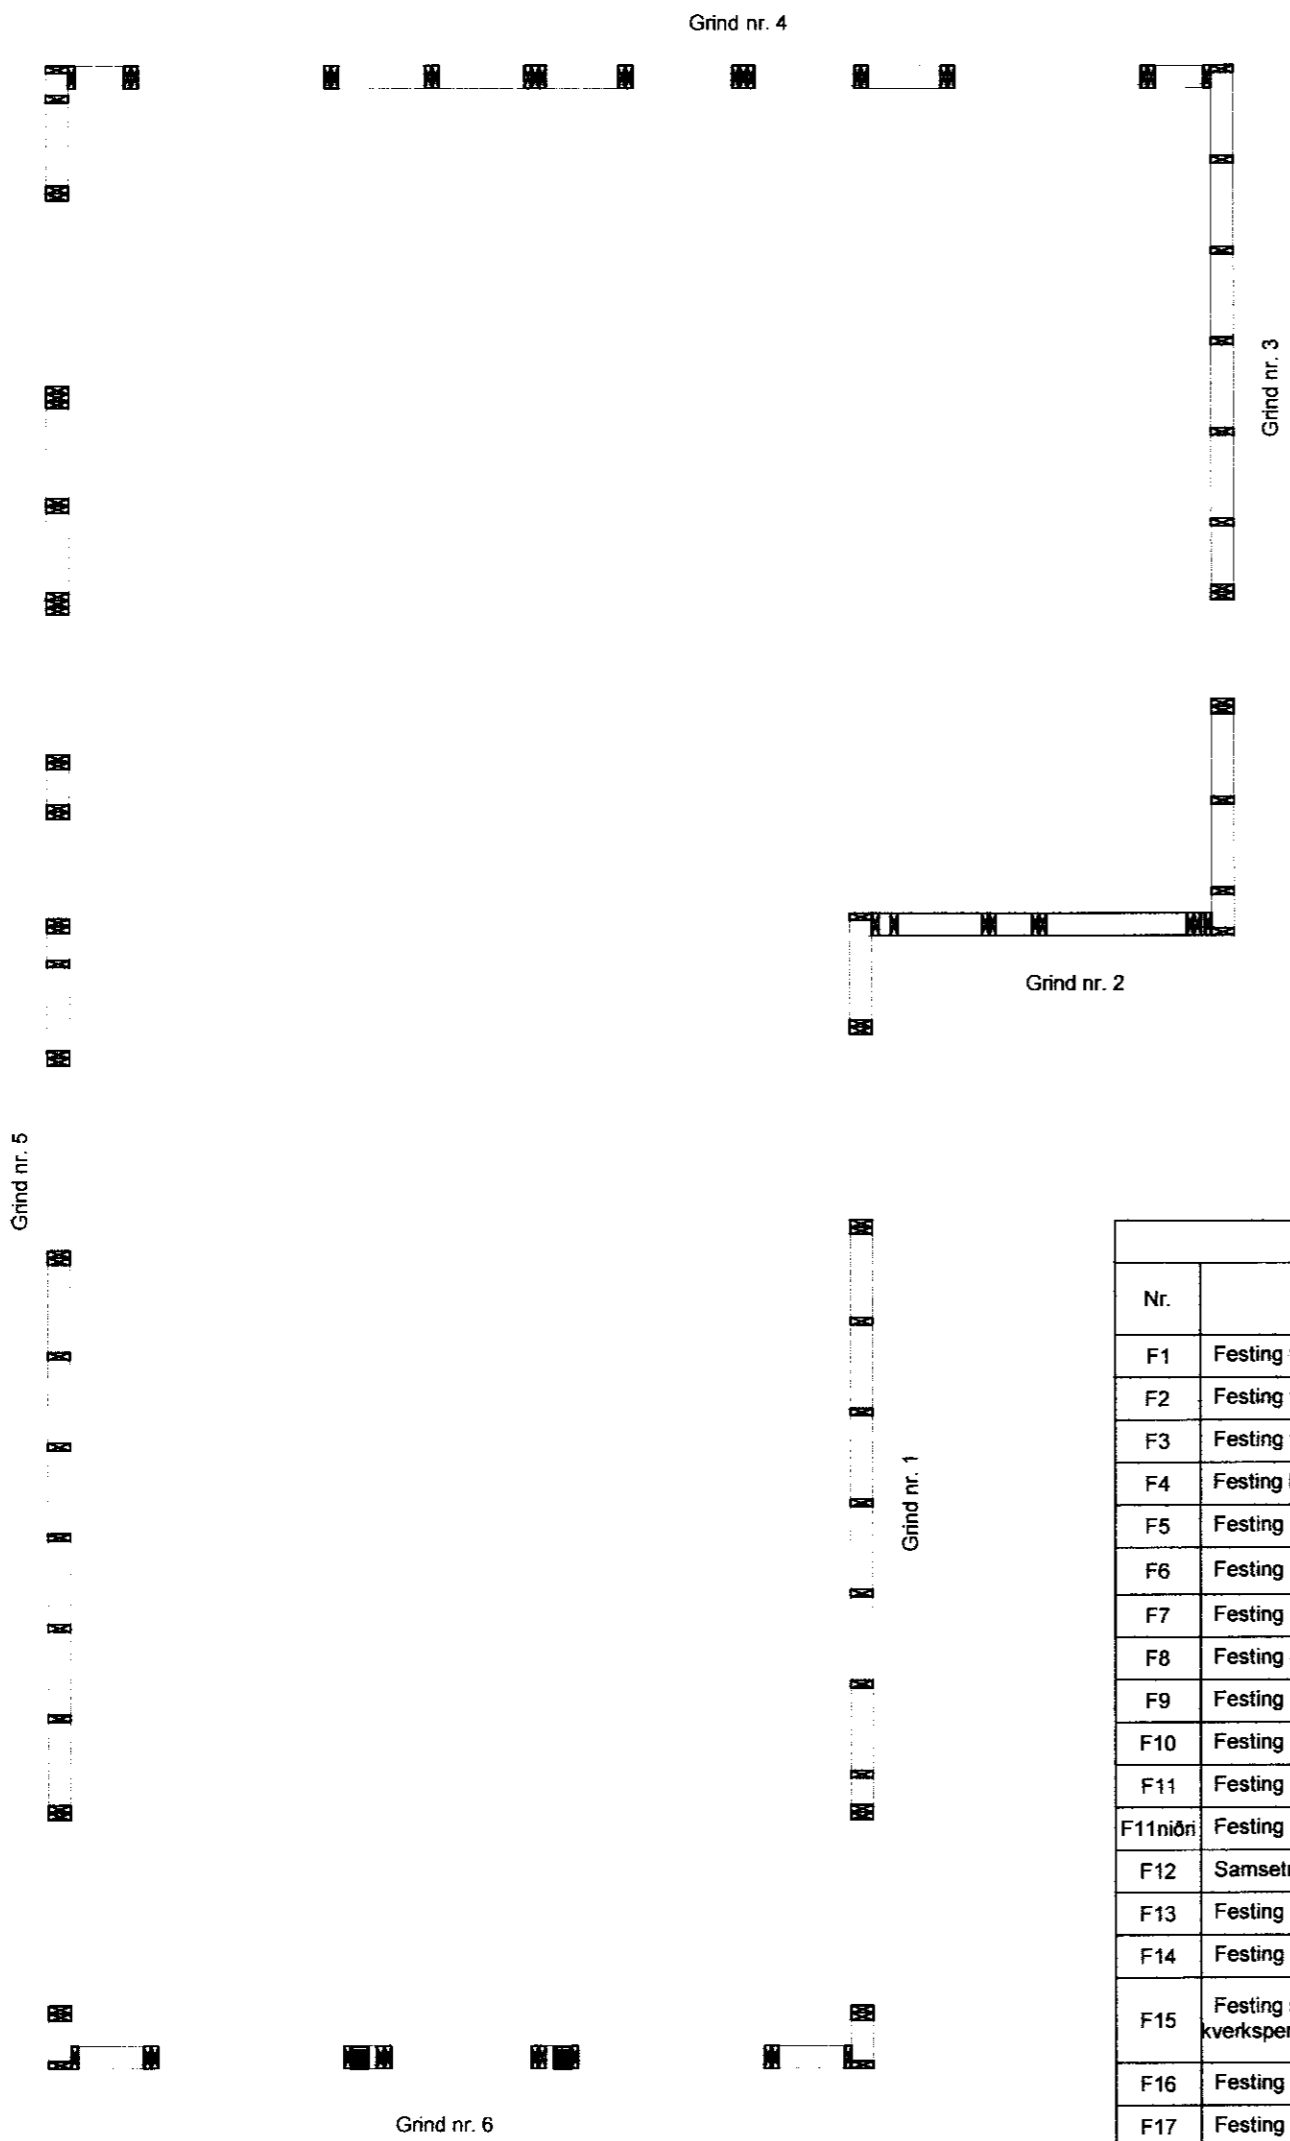 Grind nr. 4
Grind nr. 3
Grind nr. 2
Grind nr. 5
Grind nr. 1
Grind nr. 6
Nr.
F1 Festing
F2 Festing
F3 Festing
F4 Festing
F5 Festing
F6 Festing
F7 Festing
F8 Festing
F9 Festing
F10 Festing
F11 Festing
F11niðri Festing
F12
F13 Festing
F14 Festing
F15 Festing
F16 Festing
F17 Festing